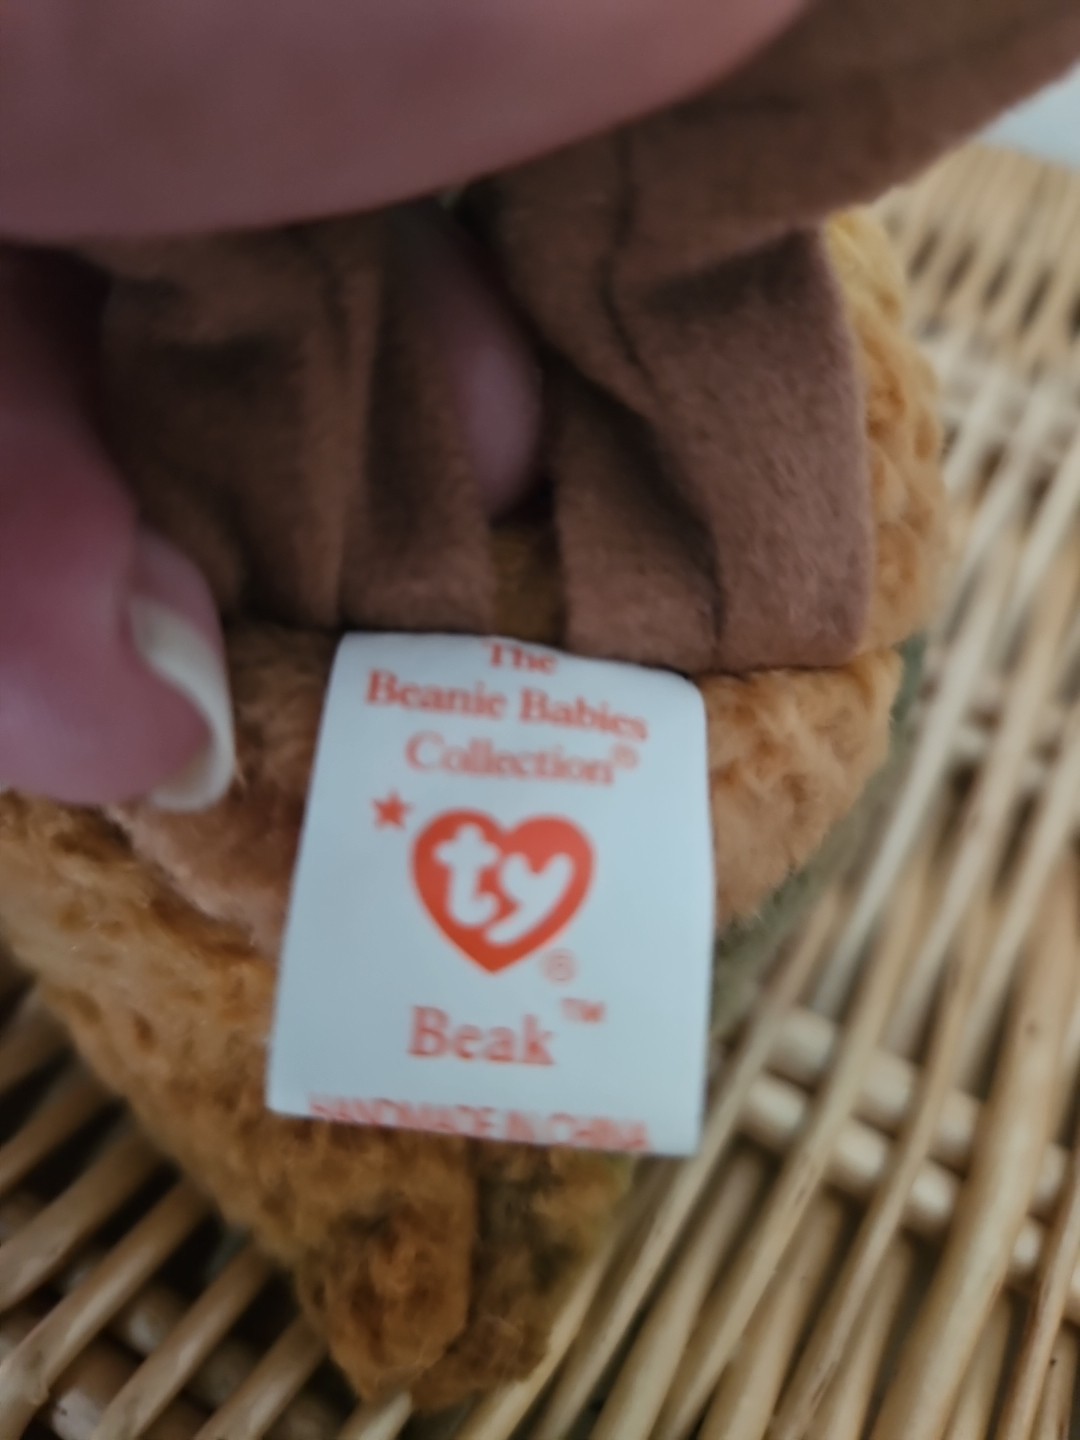 The
Beanie Babies
Collection®
ty
®
Beak™
HANDMADE IN CHINA